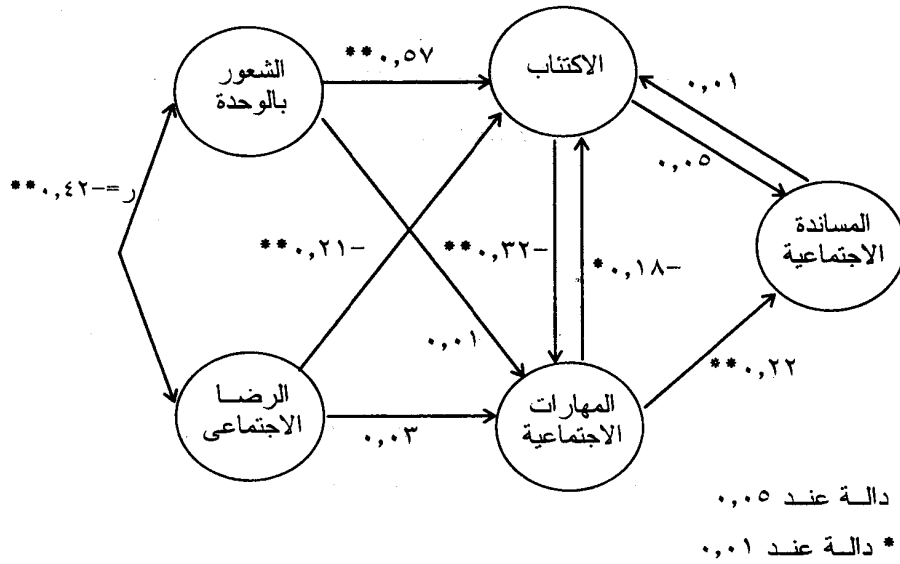 الشعور
بالوحدة
الاكتئاب
**٠,٥٧
٠,٠١
٠,٠٥
ر=-٠,٤٢**
المساندة
الاجتماعية
-٠,٢١**
-٠,٣٢**
-٠,١٨*
٠,٠١
**٠,٢٢
الرضا
الاجتماعى
المهارات
الاجتماعية
٠,٠٣
دالة عند ٠,٠٥
* دالة عند ٠,٠١